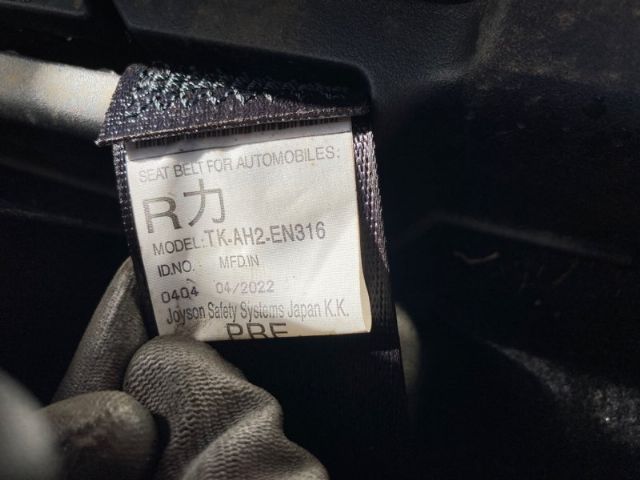 SEAT BELT FOR AUTOMOBILES:
R力
MODEL:TK-AH2-EN316
ID.NO. MFD.IN
0404 04/2022
Joyson Safety Systems Japan K.K.
PRE